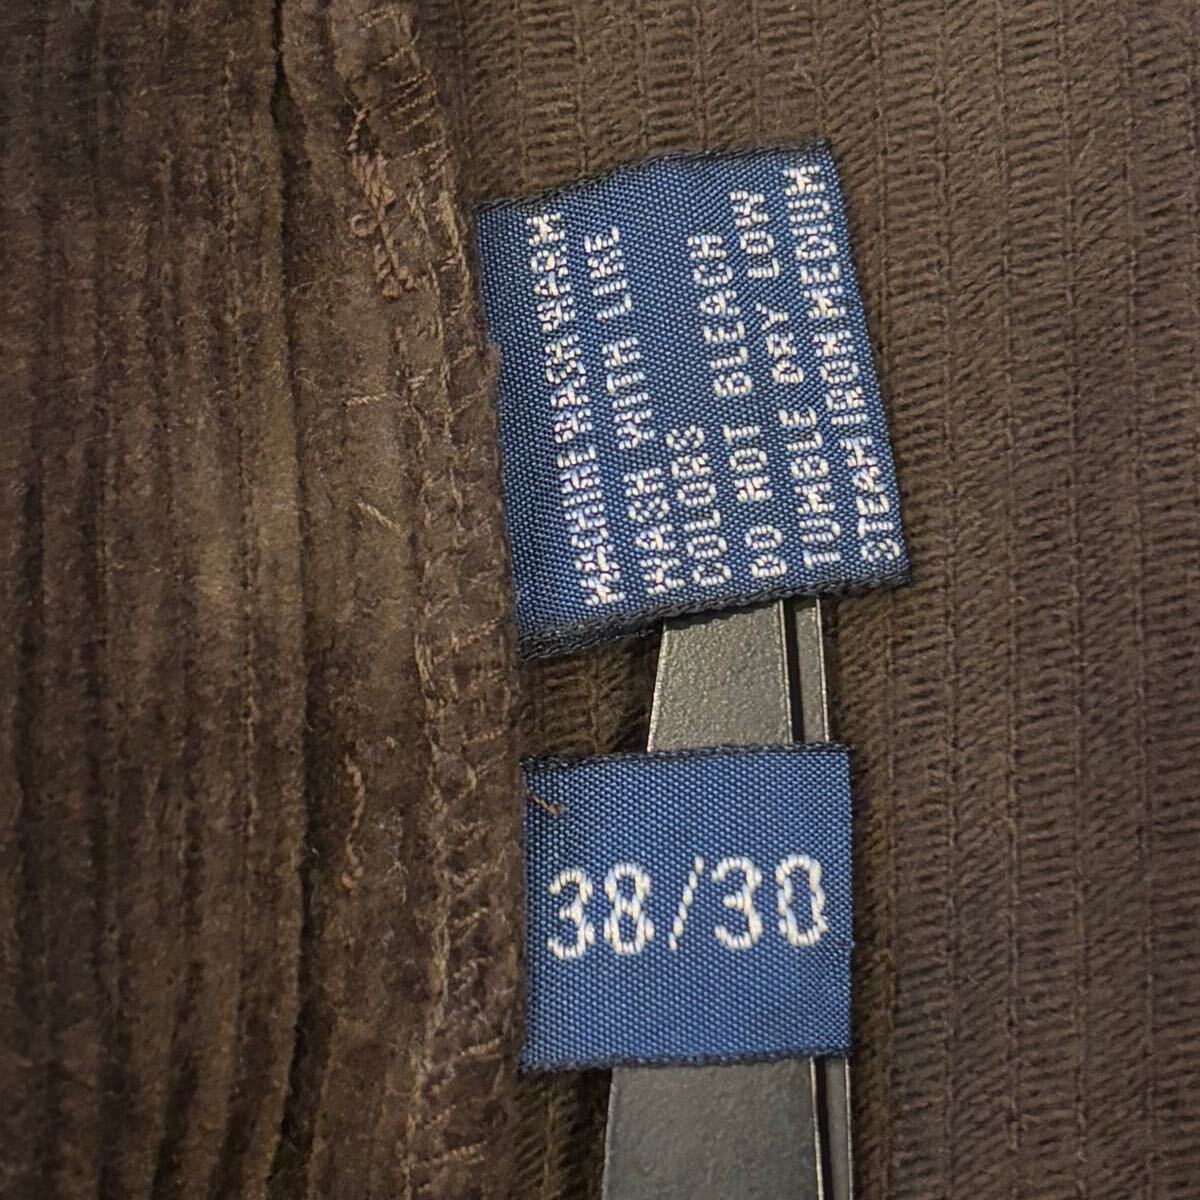 MACHINE WASH WARM
WASH WITH LIKE
COLORS
DO NOT BLEACH
TUMBLE DRY LOW
STEAM IRON MEDIUM
38/30